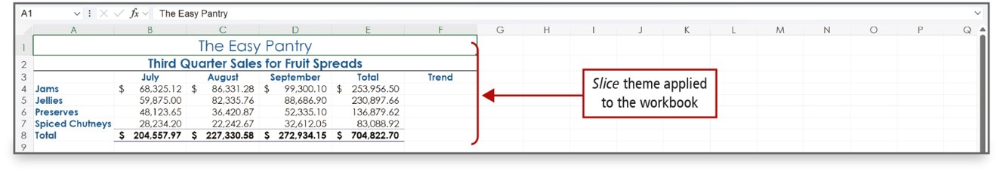 A1 fx The Easy Pantry
A B C D E F G H I J K L M N O P Q
1 The Easy Pantry
2 Third Quarter Sales for Fruit Spreads
3 July August September Total Trend
4 Jams $ 68,325.12 $ 86,331.28 $ 99,300.10 $ 253,956.50
5 Jellies 59,875.00 82,335.76 88,686.90 230,897.66
6 Preserves 48,123.65 36,420.87 52,335.10 136,879.62
7 Spiced Chutneys 28,234.20 22,242.67 32,612.05 83,088.92
8 Total $ 204,557.97 $ 227,330.58 $ 272,934.15 $ 704,822.70
9
Slice theme applied
to the workbook